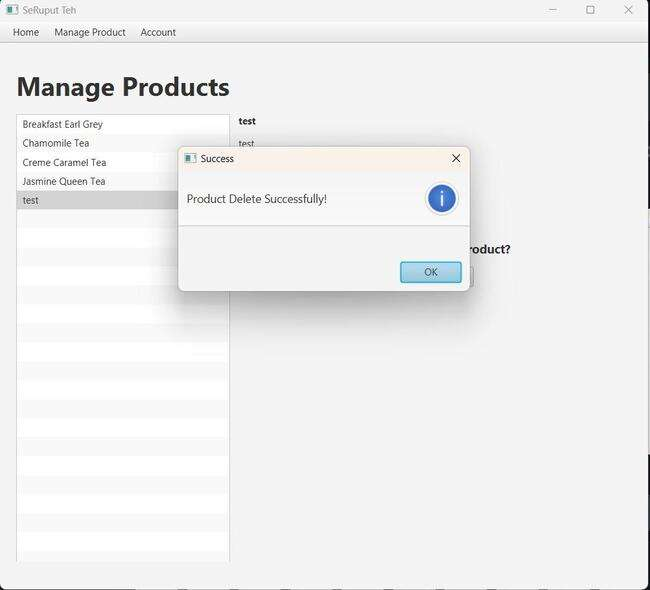 SeRuput Teh
Home Manage Product Account
Manage Products
Breakfast Earl Grey
Chamomile Tea
Creme Caramel Tea
Jasmine Queen Tea
test
test
test
Success
Product Delete Successfully!
OK
roduct?